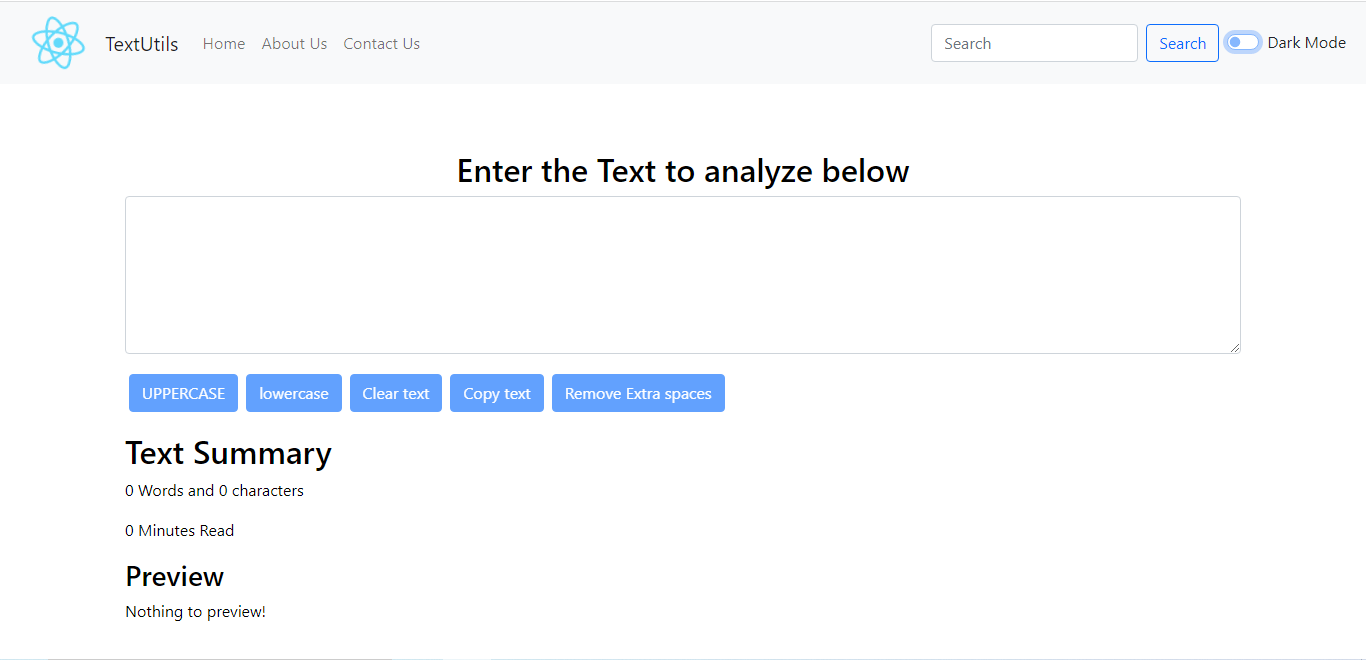 TextUtils Home About Us Contact Us Search Search Dark Mode
Enter the Text to analyze below
UPPERCASE lowercase Clear text Copy text Remove Extra spaces
Text Summary
0 Words and 0 characters
0 Minutes Read
Preview
Nothing to preview!